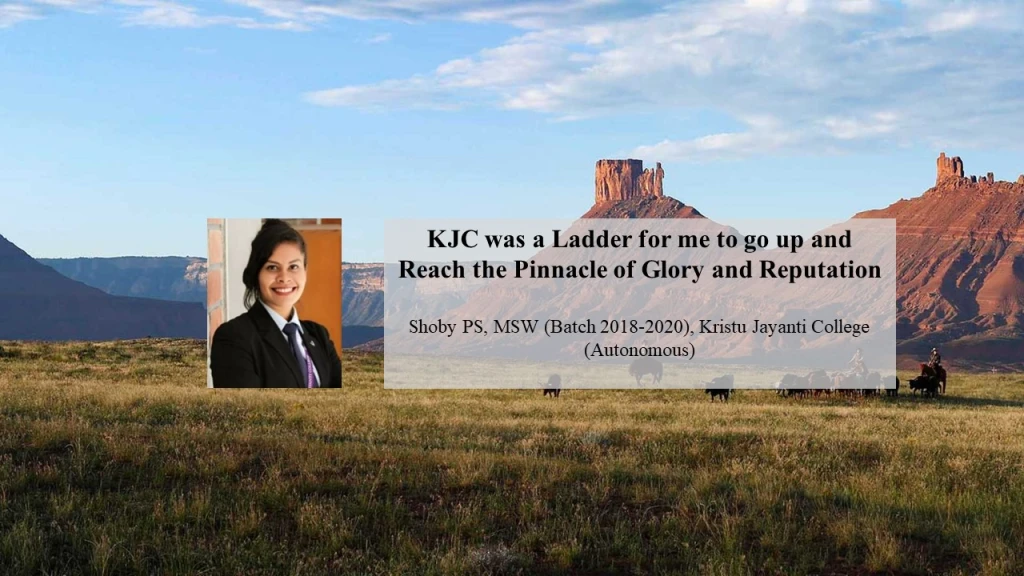 KJC was a Ladder for me to go up and
Reach the Pinnacle of Glory and Reputation
Shoby PS, MSW (Batch 2018-2020), Kristu Jayanti College
(Autonomous)